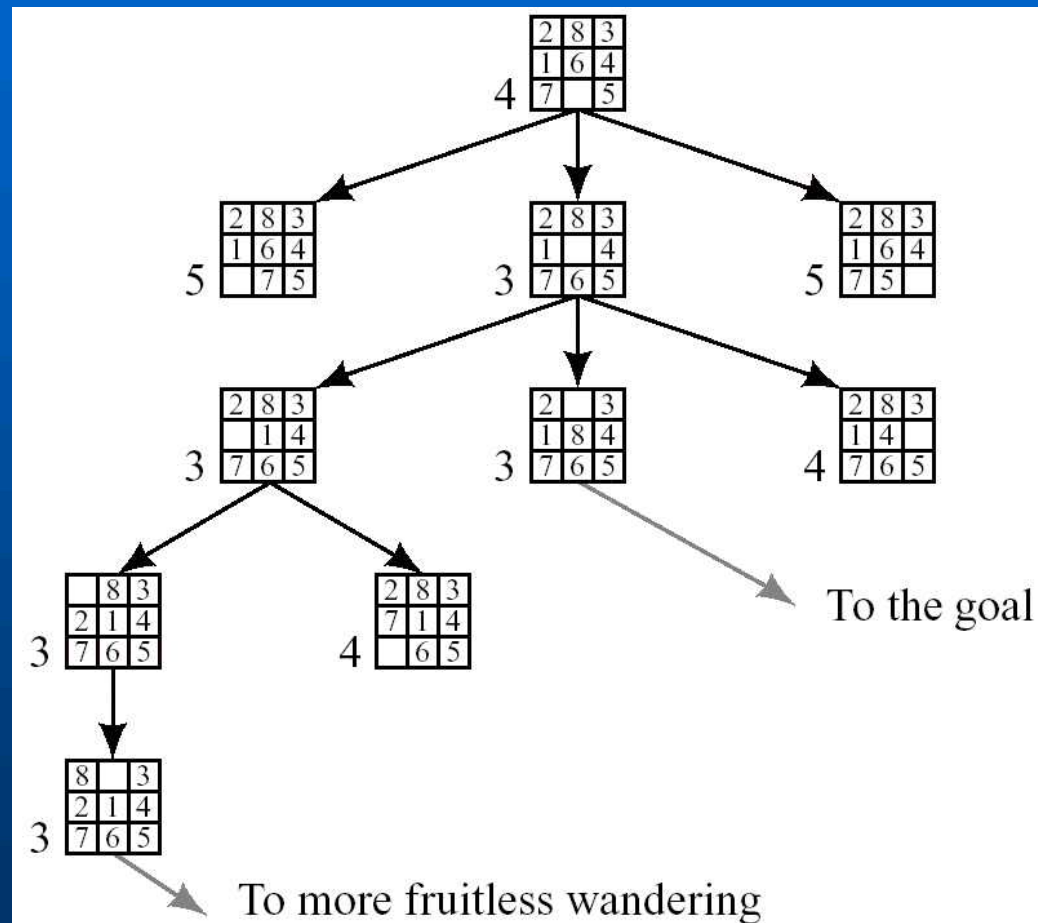 2 8 3
1 6 4
4 7 5
2 8 3 2 8 3 2 8 3
1 6 4 1 4 1 6 4
5 7 5 3 7 6 5 5 7 5
2 8 3 2 3 2 8 3
1 4 1 8 4 1 4
3 7 6 5 3 7 6 5 4 7 6 5
8 3 2 8 3
2 1 4 7 1 4
3 7 6 5 4 6 5
To the goal
8 3
2 1 4
3 7 6 5
To more fruitless wandering